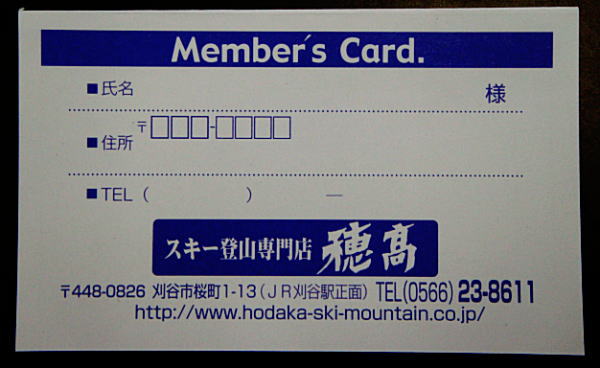 Member's Card.
■氏名 様
■住所 〒□□□-□□□□
■TEL ( ) —
スキー登山専門店 穂高
〒448-0826 刈谷市桜町1-13(JR刈谷駅正面) TEL(0566)23-8611
http://www.hodaka-ski-mountain.co.jp/